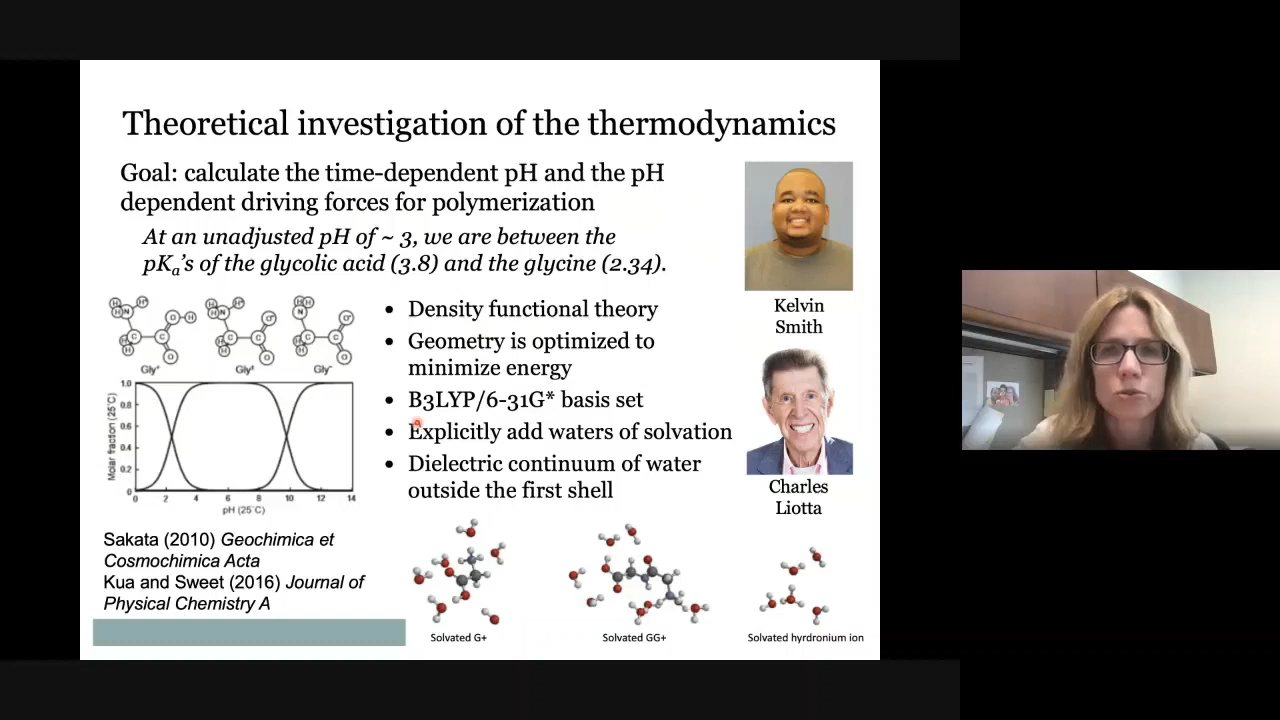 Theoretical investigation of the thermodynamics
Goal: calculate the time-dependent pH and the pH
dependent driving forces for polymerization
At an unadjusted pH of ~ 3, we are between the
pKa's of the glycolic acid (3.8) and the glycine (2.34).
Kelvin
Smith
Gly⁺
Gly±
Gly⁻
Molar fraction (25°C)
1.0
0.8
0.6
0.4
0.2
0
0 2 4 6 8 10 12 14
pH (25°C)
• Density functional theory
• Geometry is optimized to
minimize energy
• B3LYP/6-31G* basis set
• Explicitly add waters of solvation
• Dielectric continuum of water
outside the first shell
Charles
Liotta
Sakata (2010) Geochimica et
Cosmochimica Acta
Kua and Sweet (2016) Journal of
Physical Chemistry A
Solvated G+
Solvated GG+
Solvated hyrdronium ion